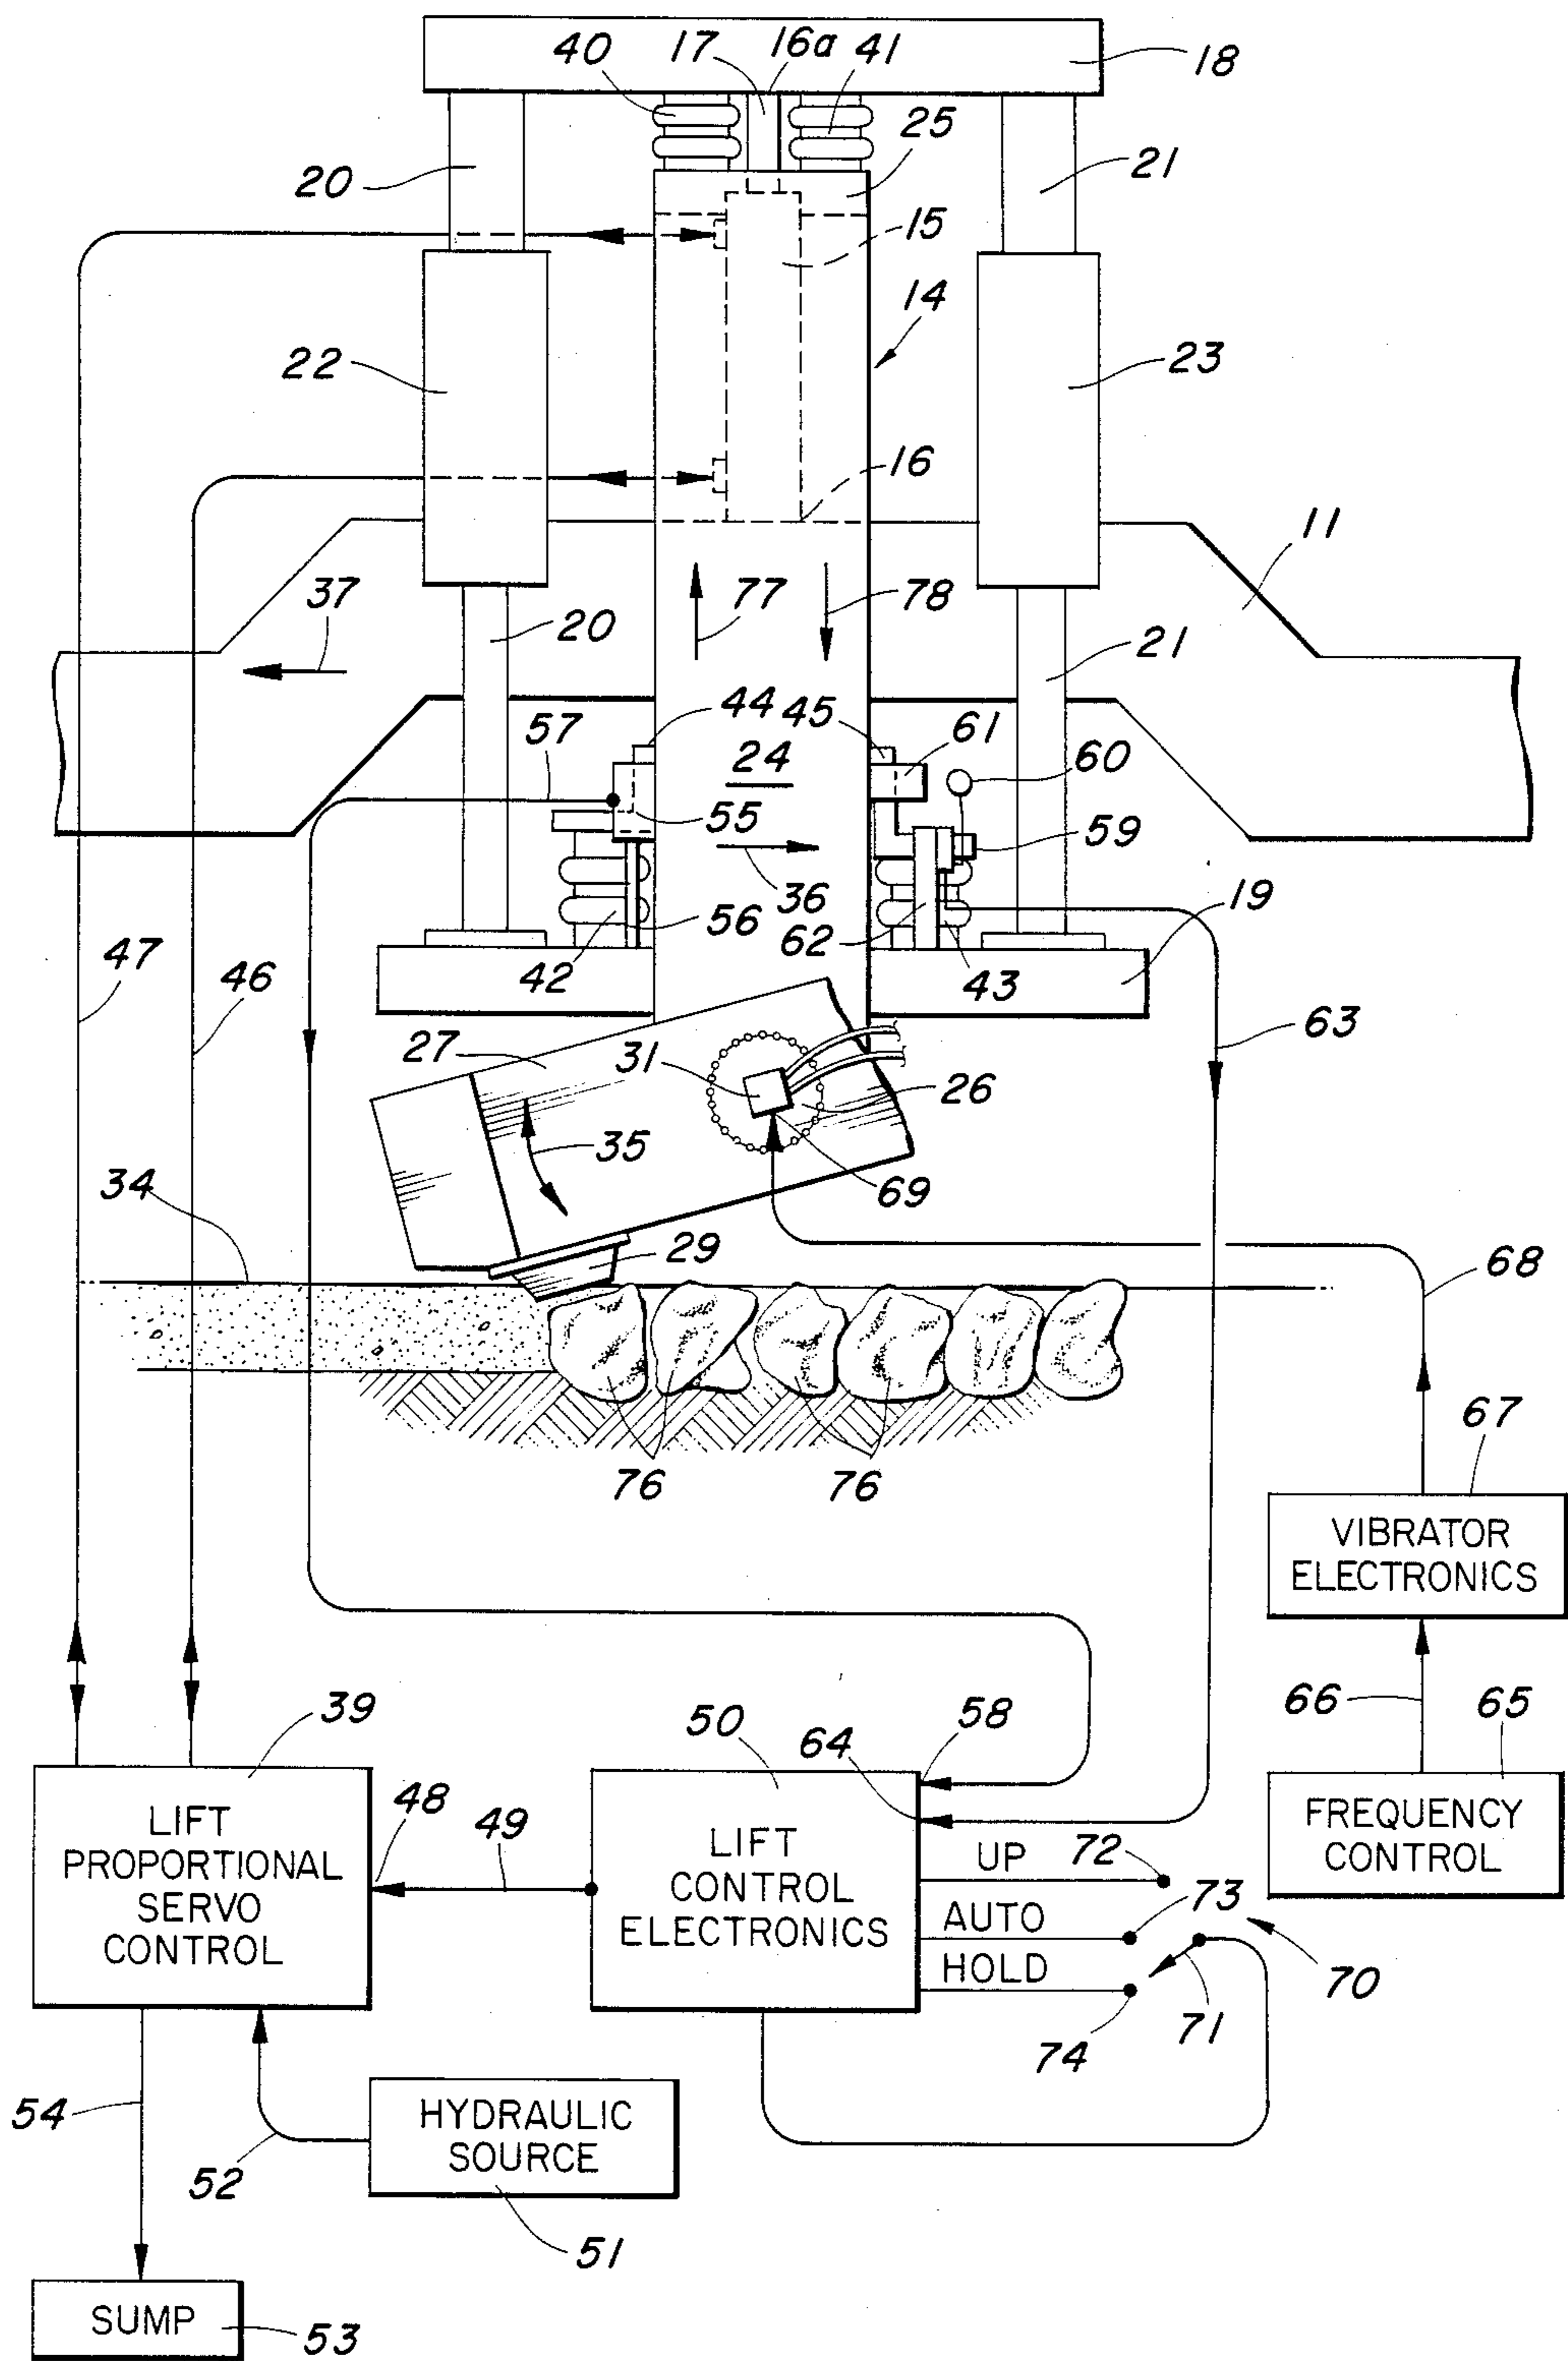 40 17 16a 41 18
25
20 21
15
14
22 23
16
11
37 77 78
20 21
44 45 61
57 24 60
55 59
36
56 62 19
47 46 42 43
63
27 31
26
35
69
34
29
68
76 76
67
VIBRATOR
ELECTRONICS
66 65
39 50 58
64
FREQUENCY
CONTROL
LIFT
PROPORTIONAL
SERVO
CONTROL
48
49
LIFT
CONTROL
ELECTRONICS
UP 72
AUTO 73
HOLD
70
74 71
54
52
HYDRAULIC
SOURCE
51
SUMP
53